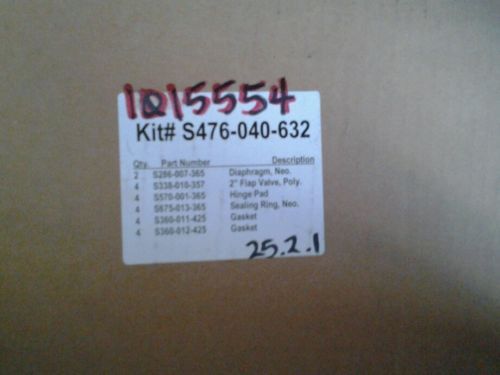 1015554
Kit# S476-040-632
Qty. Part Number Description
2 S286-007-365 Diaphragm, Neo.
4 S338-010-357 2" Flap Valve, Poly.
4 S570-001-365 Hinge Pad
4 S675-013-365 Sealing Ring, Neo.
4 S360-011-425 Gasket
4 S360-012-425 Gasket
25.2.1